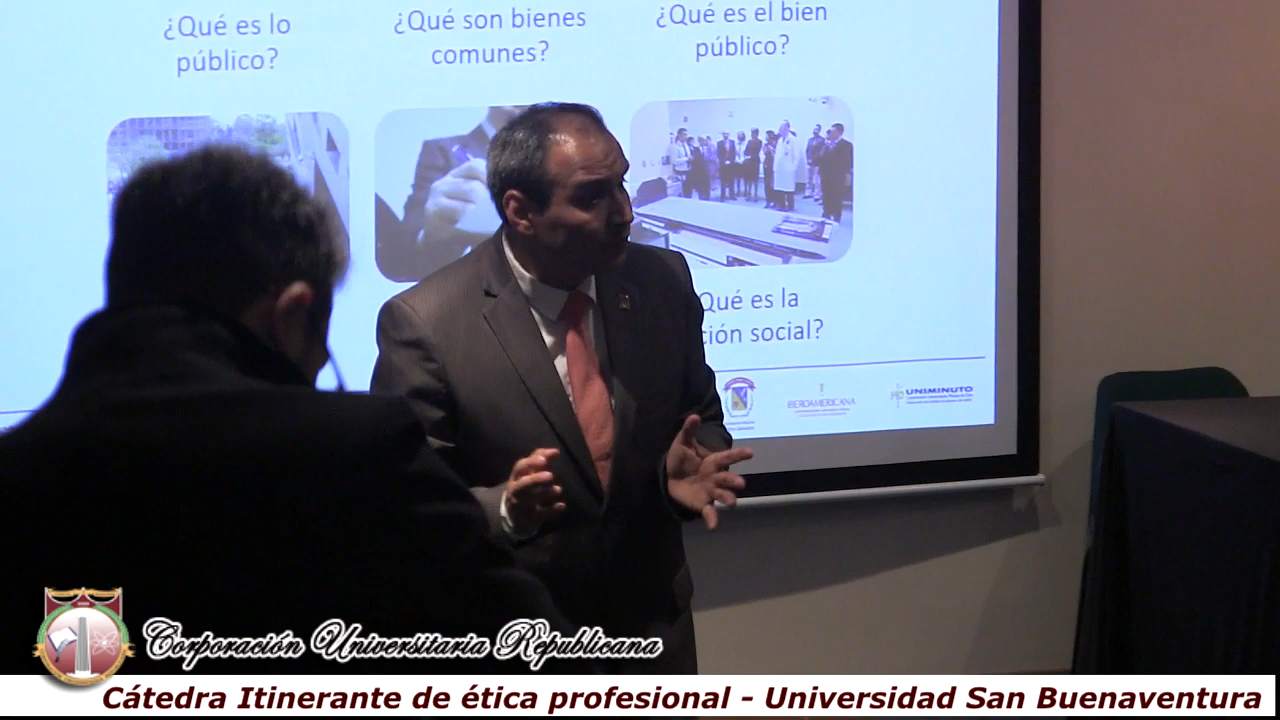 ¿Qué es lo
público?
¿Qué son bienes
comunes?
¿Qué es el bien
público?
Qué es la
ción social?
IBEROAMERICANA
UNIMINUTO
Corporación Universitaria Republicana
Cátedra Itinerante de ética profesional - Universidad San Buenaventura